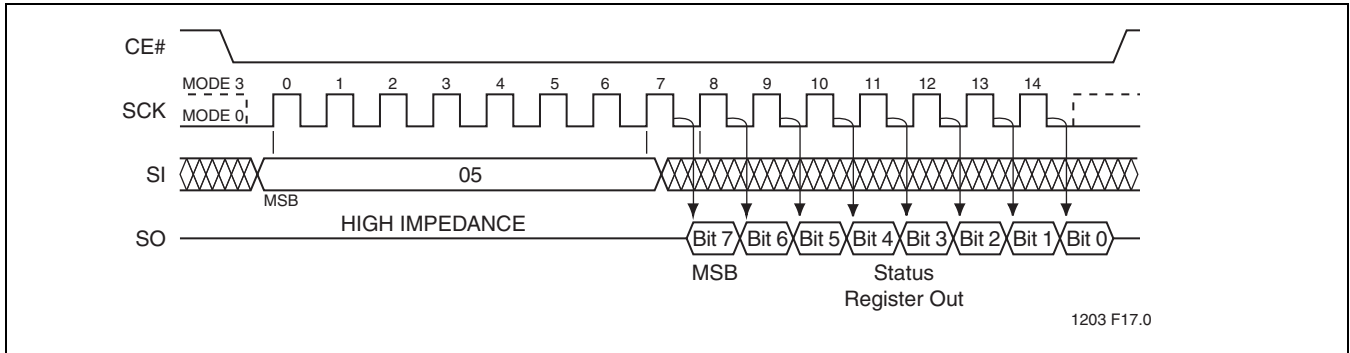 CE#
MODE 3 0 1 2 3 4 5 6 7 8 9 10 11 12 13 14
SCK
MODE 0
SI 05
MSB
HIGH IMPEDANCE
SO Bit 7 Bit 6 Bit 5 Bit 4 Bit 3 Bit 2 Bit 1 Bit 0
MSB Status
Register Out
1203 F17.0